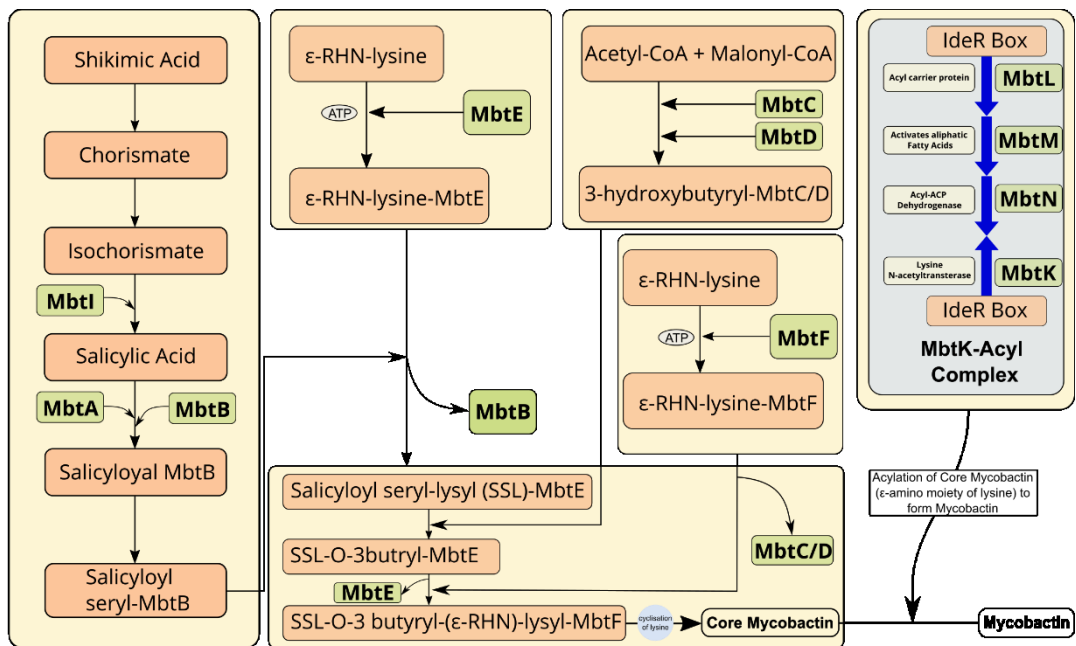 Shikimic Acid
Chorismate
Isochorismate
MbtI
Salicylic Acid
MbtA
MbtB
Salicyloyal MbtB
Salicyloyl
seryl-MbtB
ε-RHN-lysine
ATP
MbtE
ε-RHN-lysine-MbtE
Acetyl-CoA + Malonyl-CoA
MbtC
MbtD
3-hydroxybutyryl-MbtC/D
ε-RHN-lysine
ATP
MbtF
ε-RHN-lysine-MbtF
IdeR Box
Acyl carrier protein
MbtL
Activates aliphatic
Fatty Acids
MbtM
Acyl-ACP
Dehydrogenase
MbtN
Lysine
N-acetyltransterase
MbtK
IdeR Box
MbtK-Acyl
Complex
MbtB
Salicyloyl seryl-lysyl (SSL)-MbtE
SSL-O-3butryl-MbtE
MbtE
MbtC/D
SSL-O-3 butyryl-(ε-RHN)-lysyl-MbtF
cyclisation
of lysine
Core Mycobactin
Acylation of Core Mycobactin
(ε-amino moiety of lysine) to
form Mycobactin
Mycobactin